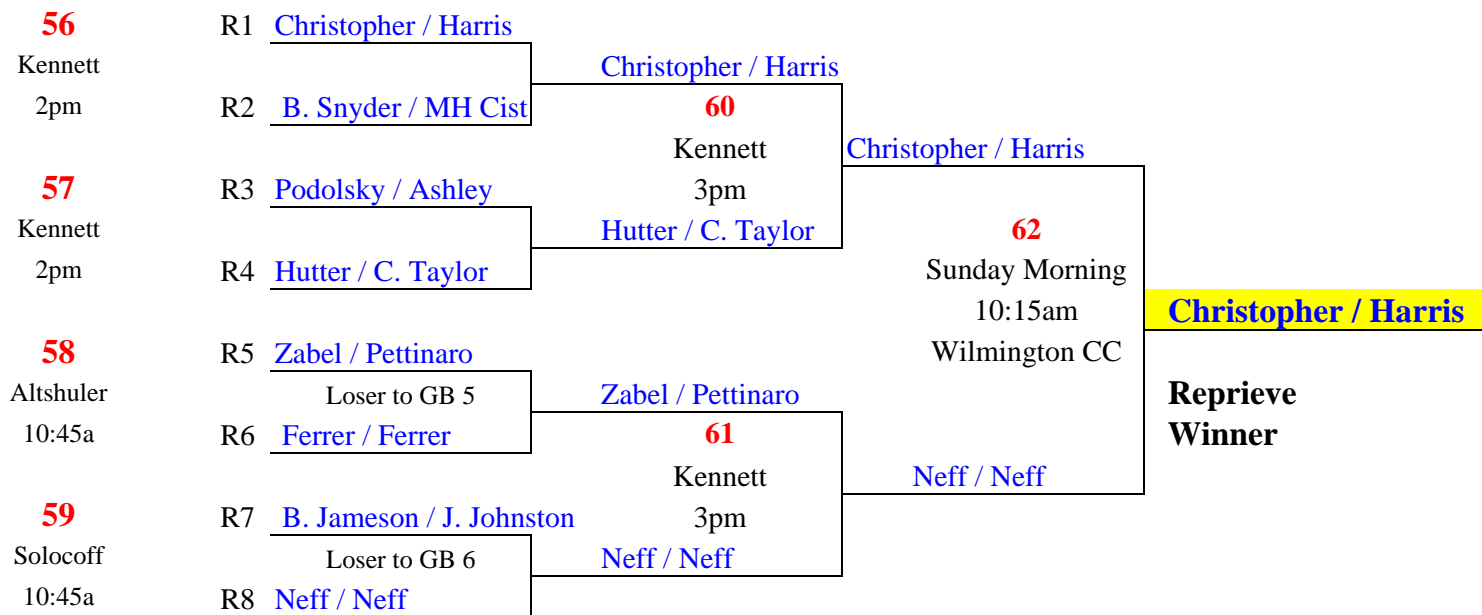 56 R1 Christopher / Harris
Kennett Christopher / Harris
2pm R2 B. Snyder / MH Cist 60
Kennett Christopher / Harris
57 R3 Podolsky / Ashley 3pm
Kennett Hutter / C. Taylor 62
2pm R4 Hutter / C. Taylor Sunday Morning
10:15am Christopher / Harris
58 R5 Zabel / Pettinaro Wilmington CC
Altshuler Loser to GB 5 Zabel / Pettinaro Reprieve
10:45a R6 Ferrer / Ferrer 61 Winner
Kennett Neff / Neff
59 R7 B. Jameson / J. Johnston 3pm
Solocoff Loser to GB 6 Neff / Neff
10:45a R8 Neff / Neff